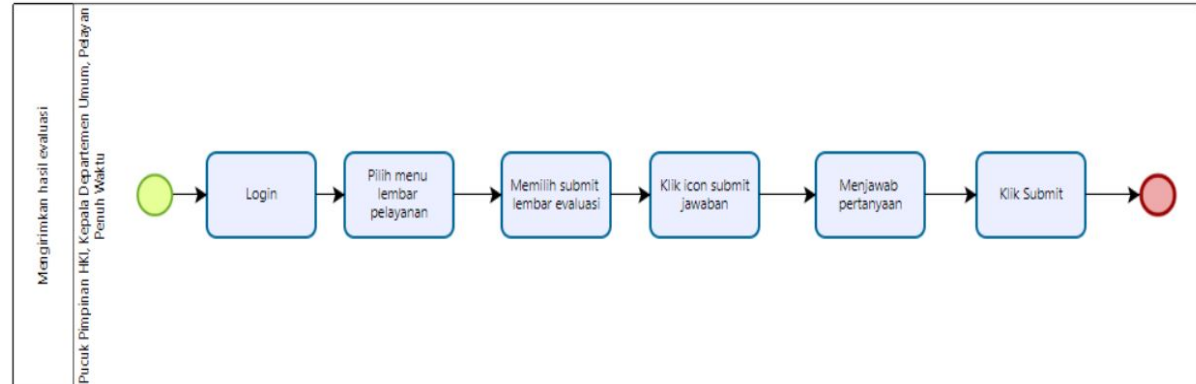 Mengirimkan hasil evaluasi
Pucuk Pimpinan HKI, Kepala Departemen Umum, Pelayan
Penuh Waktu
Login
Pilih menu
lembar
pelayanan
Memilih submit
lembar evaluasi
Klik icon submit
jawaban
Menjawab
pertanyaan
Klik Submit